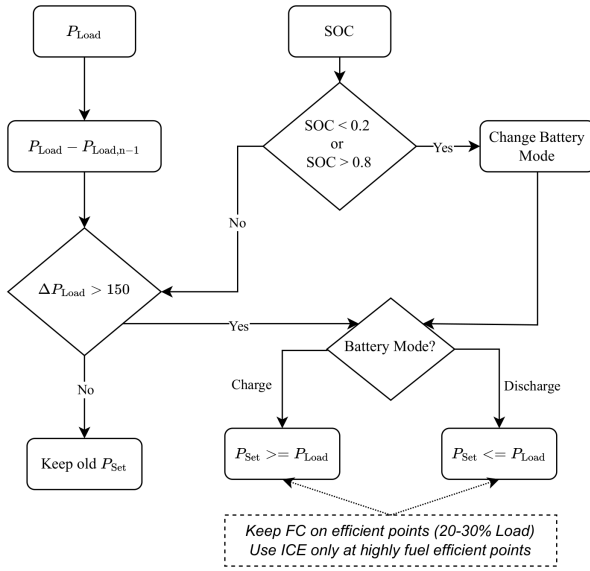 P_Load
SOC
P_Load − P_Load,n−1
SOC < 0.2
or
SOC > 0.8
Yes
Change Battery
Mode
No
ΔP_Load > 150
Yes
Battery Mode?
No
Charge
Discharge
Keep old P_Set
P_Set >= P_Load
P_Set <= P_Load
Keep FC on efficient points (20-30% Load)
Use ICE only at highly fuel efficient points